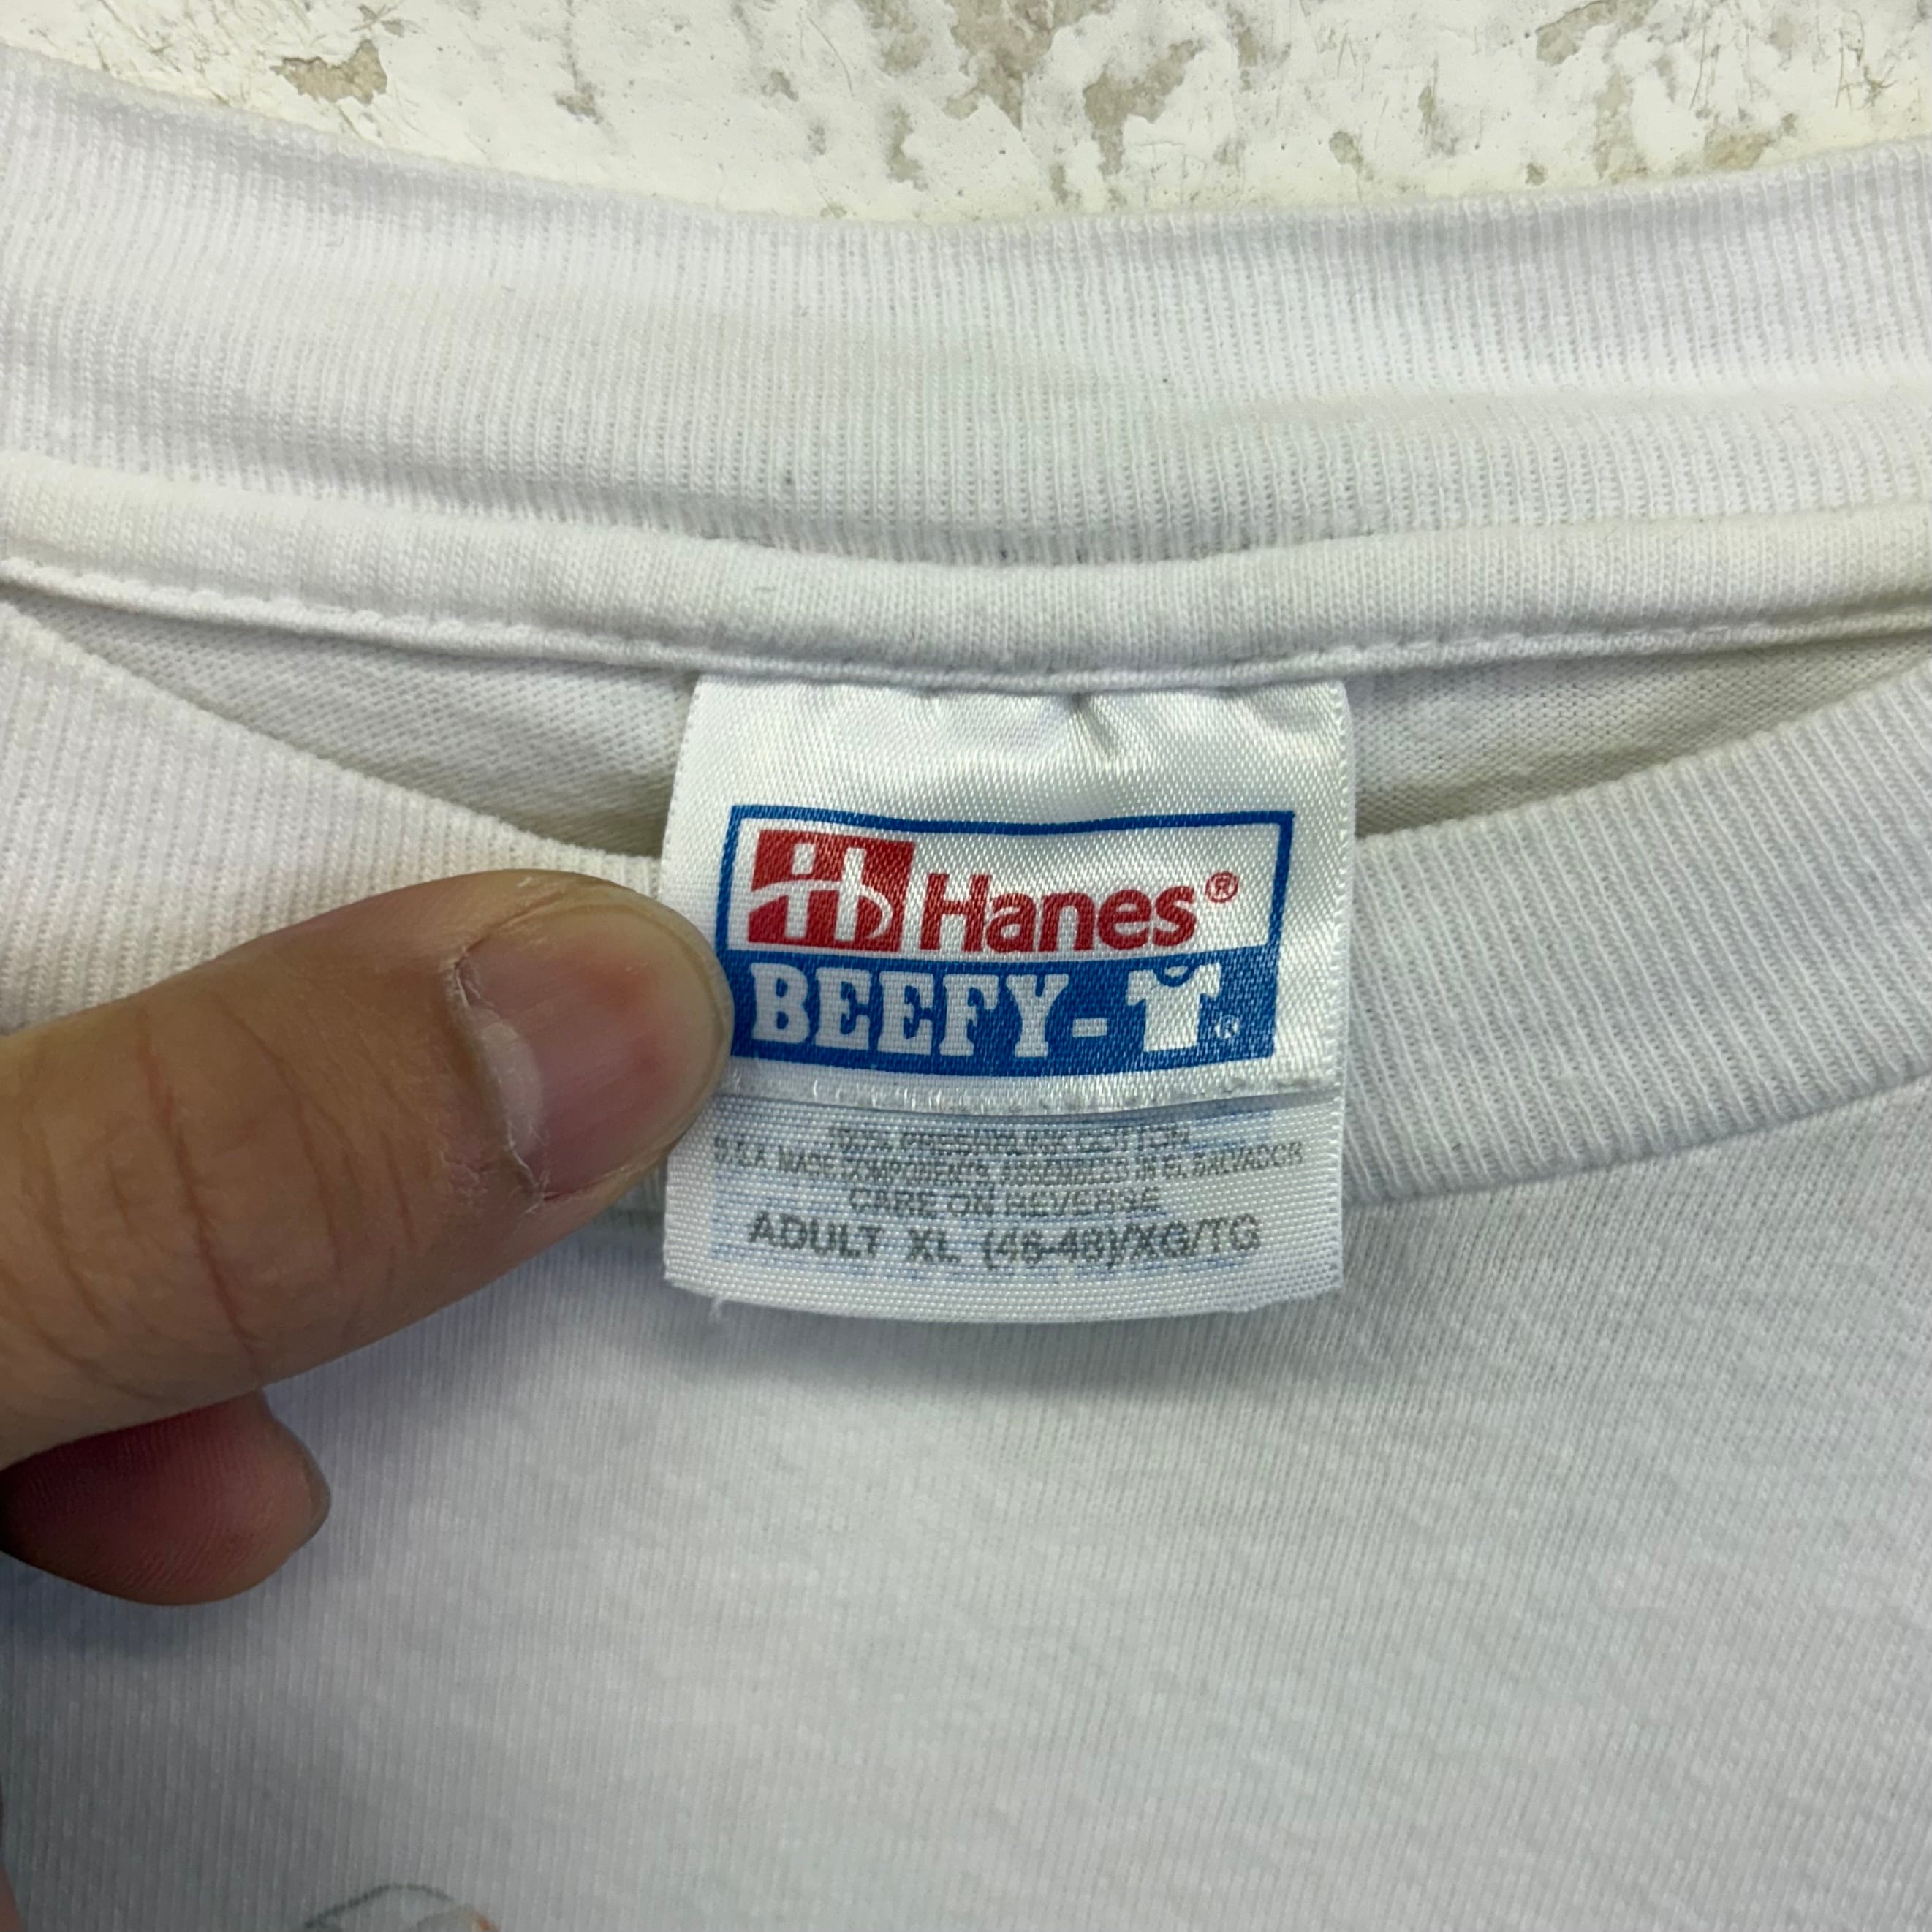 Hanes®
BEEFY-T®
100% PRESHRUNK COTTON
U.S.A. MADE COMPONENTS, ASSEMBLED IN EL SALVADOR
CARE ON REVERSE
ADULT XL (46-48)/XG/TG